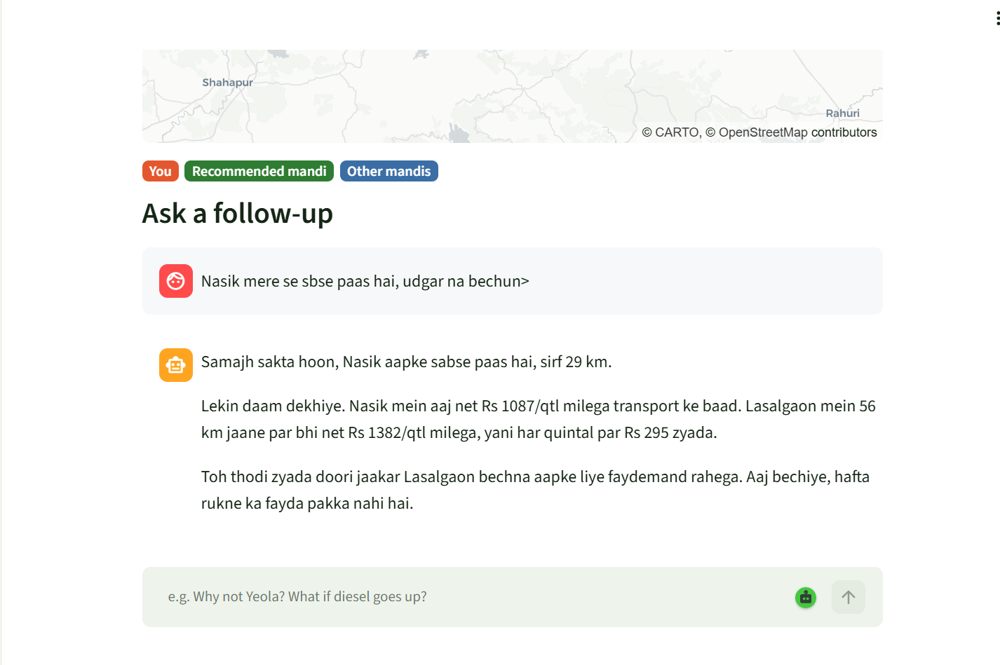 Shahapur
Rahuri
© CARTO, © OpenStreetMap contributors
You Recommended mandi Other mandis
Ask a follow-up
Nasik mere se sbse paas hai, udgar na bechun>
Samajh sakta hoon, Nasik aapke sabse paas hai, sirf 29 km.
Lekin daam dekhiye. Nasik mein aaj net Rs 1087/qtl milega transport ke baad. Lasalgaon mein 56
km jaane par bhi net Rs 1382/qtl milega, yani har quintal par Rs 295 zyada.
Toh thodi zyada doori jaakar Lasalgaon bechna aapke liye faydemand rahega. Aaj bechiye, hafta
rukne ka fayda pakka nahi hai.
e.g. Why not Yeola? What if diesel goes up?